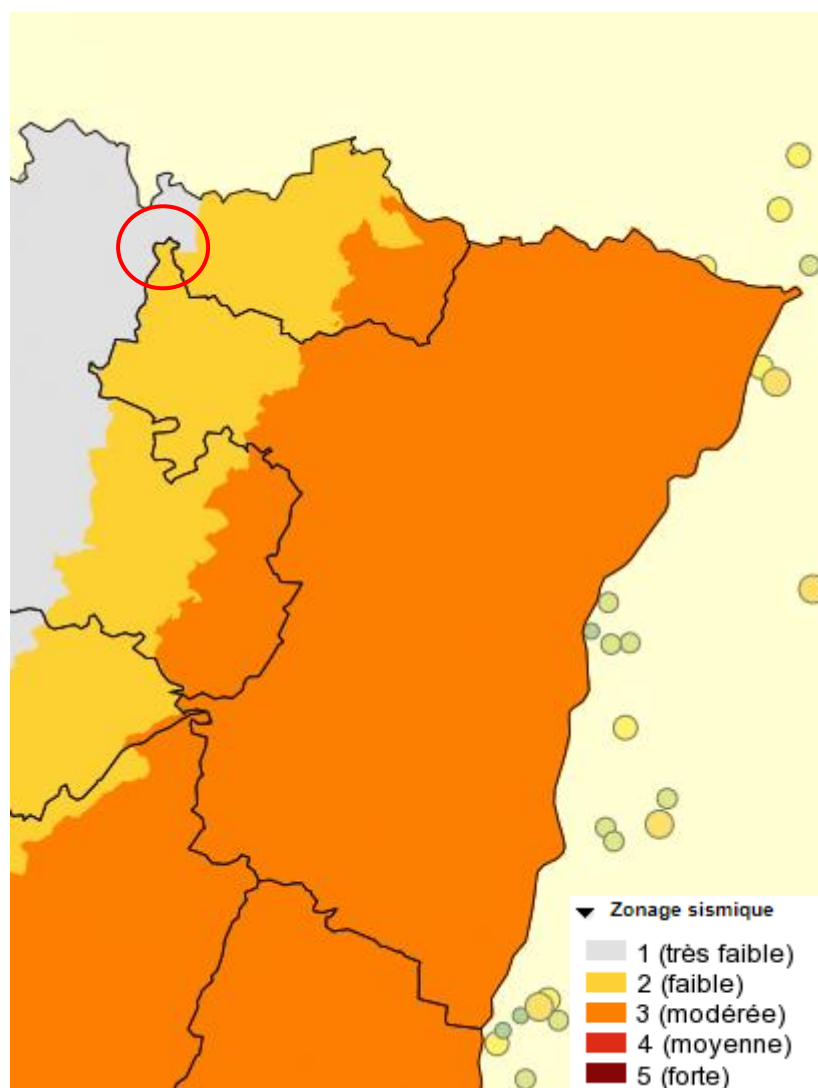 Zonage sismique
1 (très faible)
2 (faible)
3 (modérée)
4 (moyenne)
5 (forte)